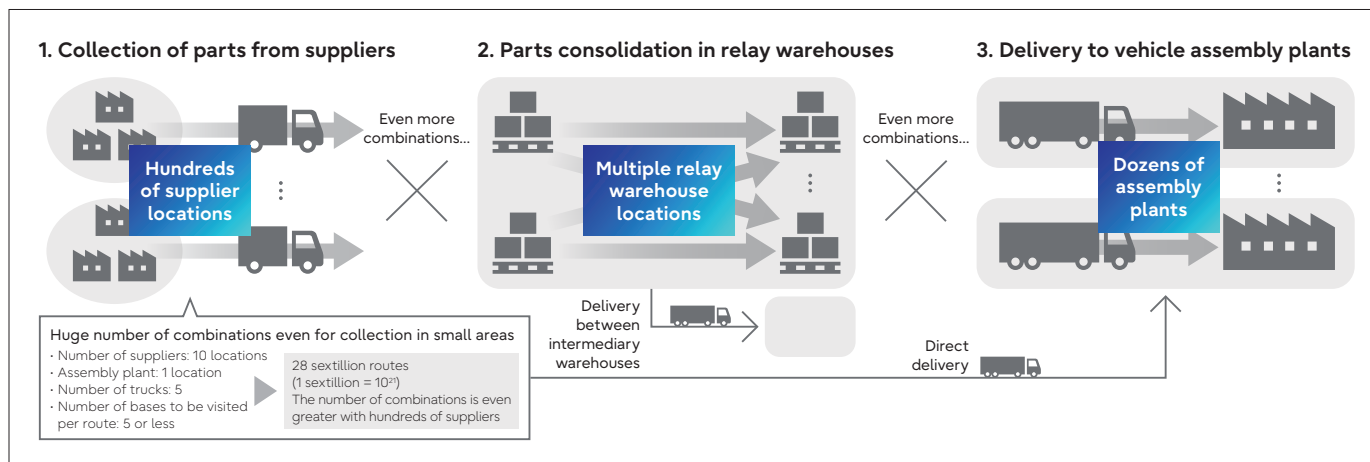 1. Collection of parts from suppliers
2. Parts consolidation in relay warehouses
3. Delivery to vehicle assembly plants
Hundreds
of supplier
locations
Even more
combinations...
Multiple relay
warehouse
locations
Even more
combinations...
Dozens of
assembly
plants
Huge number of combinations even for collection in small areas
・Number of suppliers: 10 locations
・Assembly plant: 1 location
・Number of trucks: 5
・Number of bases to be visited
per route: 5 or less
28 sextillion routes
(1 sextillion = 10²¹)
The number of combinations is even
greater with hundreds of suppliers
Delivery
between
intermediary
warehouses
Direct
delivery